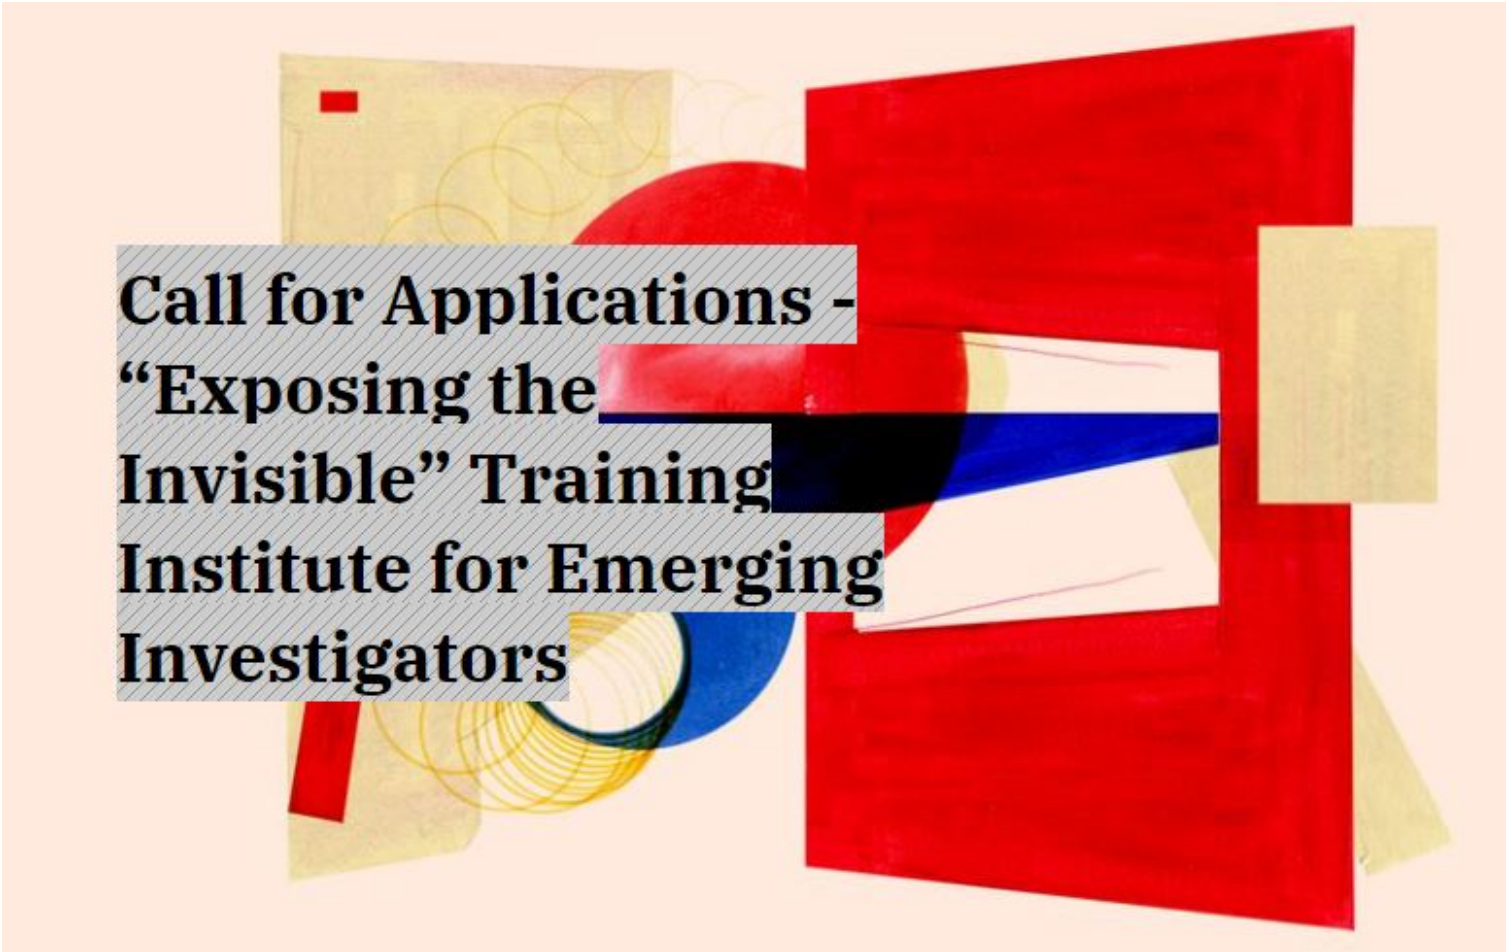 Call for Applications -
“Exposing the
Invisible” Training
Institute for Emerging
Investigators